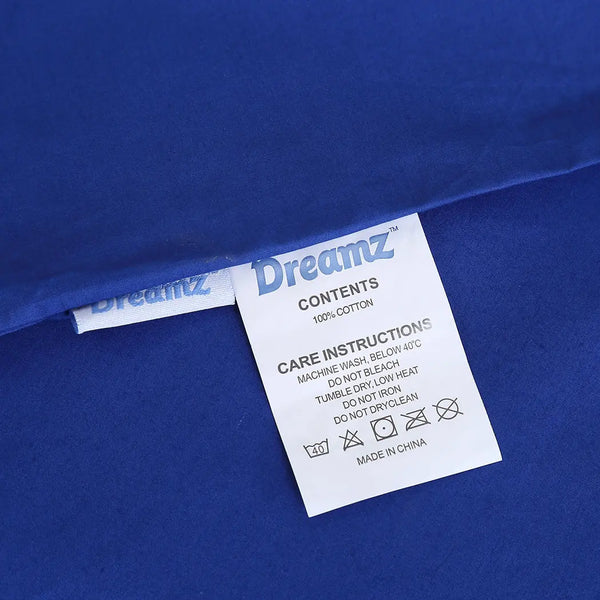 Dreamz™
Dreamz
CONTENTS
100% COTTON
CARE INSTRUCTIONS
MACHINE WASH, BELOW 40°C
DO NOT BLEACH
TUMBLE DRY, LOW HEAT
DO NOT IRON
DO NOT DRYCLEAN
40
MADE IN CHINA